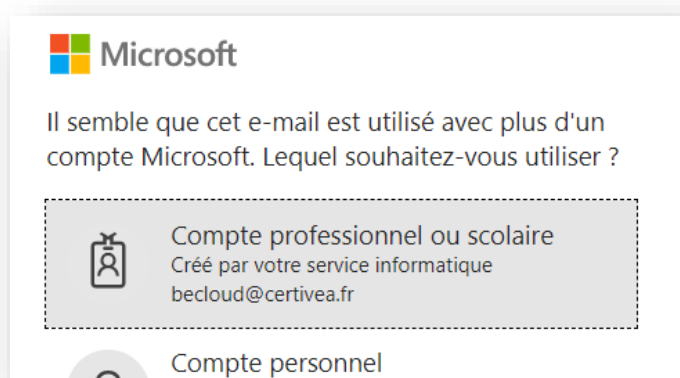 Microsoft
Il semble que cet e-mail est utilisé avec plus d'un
compte Microsoft. Lequel souhaitez-vous utiliser ?
Compte professionnel ou scolaire
Créé par votre service informatique
becloud@certivea.fr
Compte personnel